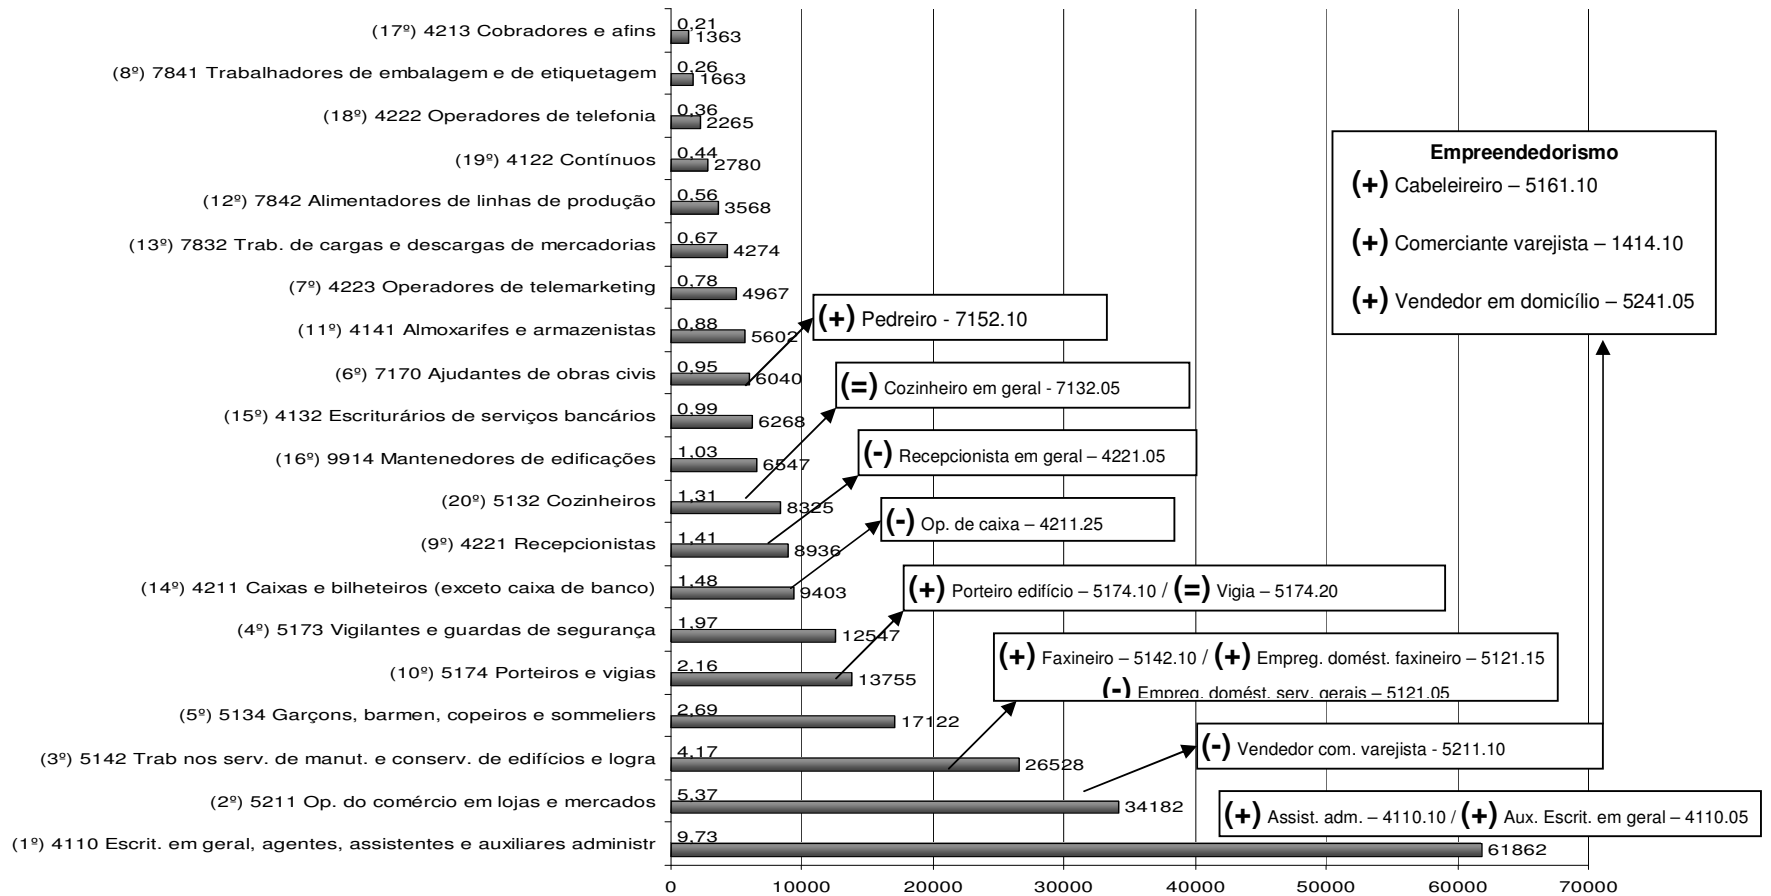 (17º) 4213 Cobradores e afins
0,21
1363
(8º) 7841 Trabalhadores de embalagem e de etiquetagem
0,26
1663
(18º) 4222 Operadores de telefonia
0,36
2265
(19º) 4122 Contínuos
0,44
2780
(12º) 7842 Alimentadores de linhas de produção
0,56
3568
(13º) 7832 Trab. de cargas e descargas de mercadorias
0,67
4274
(7º) 4223 Operadores de telemarketing
0,78
4967
(11º) 4141 Almoxarifes e armazenistas
0,88
5602
(6º) 7170 Ajudantes de obras civis
0,95
6040
(15º) 4132 Escriturários de serviços bancários
0,99
6268
(16º) 9914 Mantenedores de edificações
1,03
6547
(20º) 5132 Cozinheiros
1,31
8325
(9º) 4221 Recepcionistas
1,41
8936
(14º) 4211 Caixas e bilheteiros (exceto caixa de banco)
1,48
9403
(4º) 5173 Vigilantes e guardas de segurança
1,97
12547
(10º) 5174 Porteiros e vigias
2,16
13755
(5º) 5134 Garçons, barmen, copeiros e sommeliers
2,69
17122
(3º) 5142 Trab nos serv. de manut. e conserv. de edifícios e logra
4,17
26528
(2º) 5211 Op. do comércio em lojas e mercados
5,37
34182
(1º) 4110 Escrit. em geral, agentes, assistentes e auxiliares administr
9,73
61862
0 10000 20000 30000 40000 50000 60000 70000
Empreendedorismo
(+) Cabeleireiro – 5161.10
(+) Comerciante varejista – 1414.10
(+) Vendedor em domicílio – 5241.05
(+) Pedreiro - 7152.10
(=) Cozinheiro em geral - 7132.05
(-) Recepcionista em geral – 4221.05
(-) Op. de caixa – 4211.25
(+) Porteiro edifício – 5174.10 / (=) Vigia – 5174.20
(+) Faxineiro – 5142.10 / (+) Empreg. domést. faxineiro – 5121.15
(-) Empreg. domést. serv. gerais – 5121.05
(-) Vendedor com. varejista - 5211.10
(+) Assist. adm. – 4110.10 / (+) Aux. Escrit. em geral – 4110.05